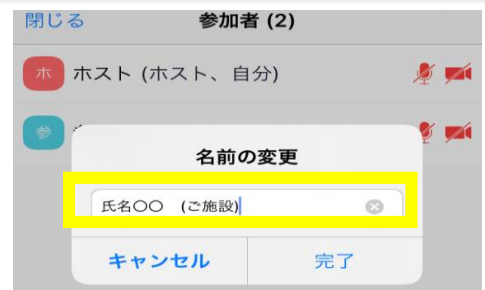 閉じる 参加者 (2)
ホ ホスト (ホスト、自分)
参
名前の変更
氏名〇〇 (ご施設)
キャンセル 完了